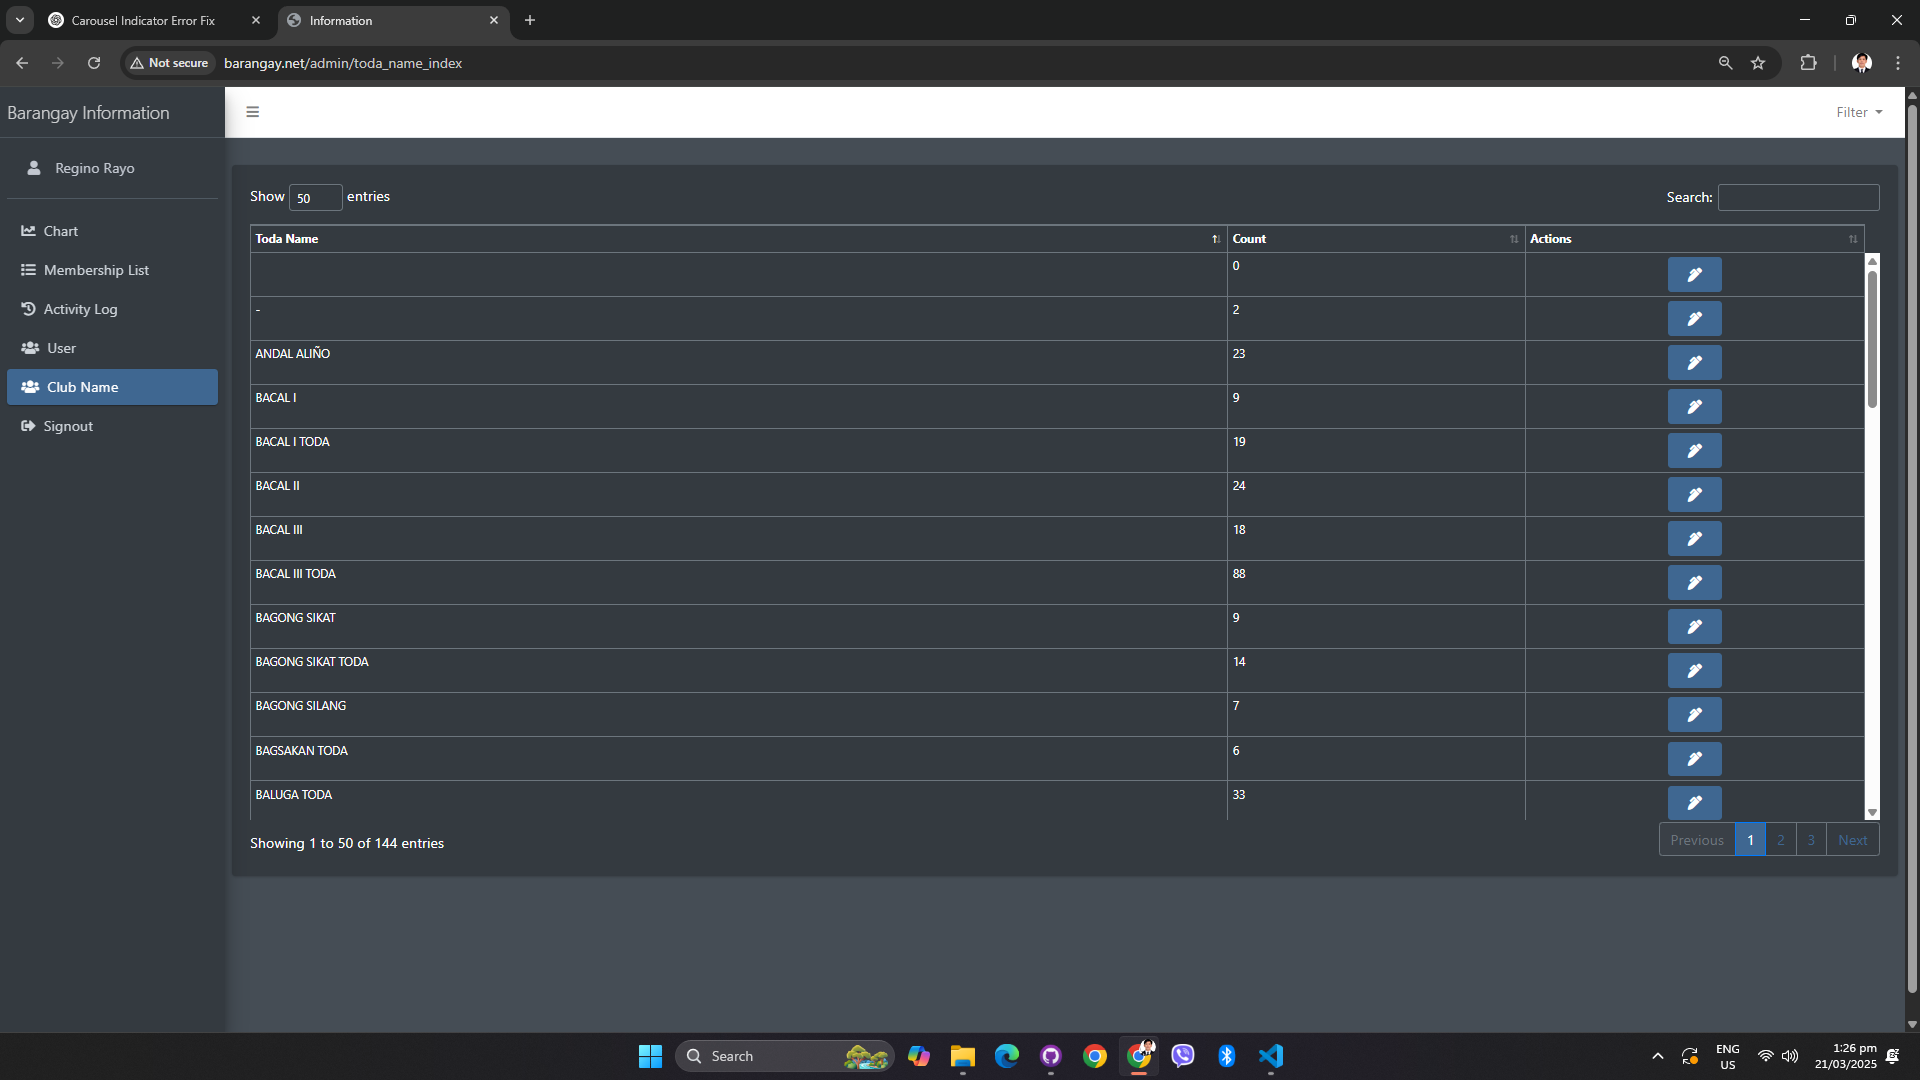 Carousel Indicator Error Fix
Information
Not secure
barangay.net/admin/toda_name_index
Barangay Information
Filter
Regino Rayo
Chart
Membership List
Activity Log
User
Club Name
Signout
Show 50 entries
Search:
Toda Name Count Actions
0
- 2
ANDAL ALIÑO 23
BACAL I 9
BACAL I TODA 19
BACAL II 24
BACAL III 18
BACAL III TODA 88
BAGONG SIKAT 9
BAGONG SIKAT TODA 14
BAGONG SILANG 7
BAGSAKAN TODA 6
BALUGA TODA 33
Showing 1 to 50 of 144 entries
Previous 1 2 3 Next
Search
ENG
US
1:26 pm
21/03/2025